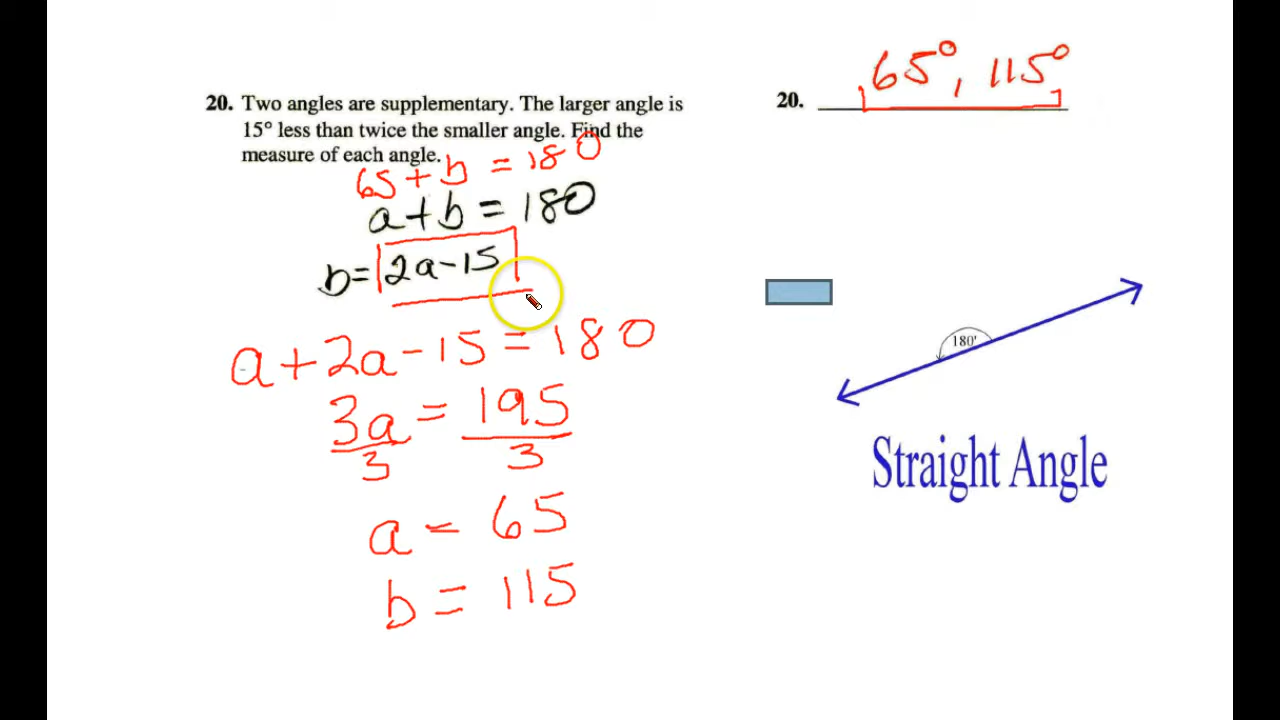 20. Two angles are supplementary. The larger angle is
15° less than twice the smaller angle. Find the
measure of each angle.
65 + b = 180
a + b = 180
b = 2a - 15
a + 2a - 15 = 180
3a = 195
3 3
a = 65
b = 115
20. 65°, 115°
180'
Straight Angle